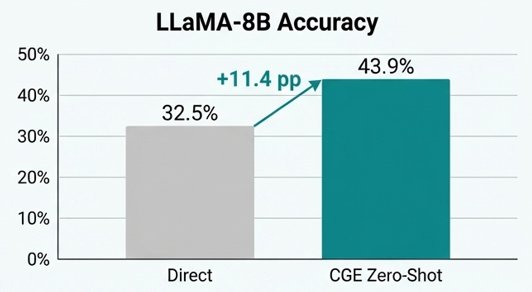 LLaMA-8B Accuracy
50%
43.9%
+11.4 pp
40%
32.5%
30%
20%
10%
0%
Direct
CGE Zero-Shot